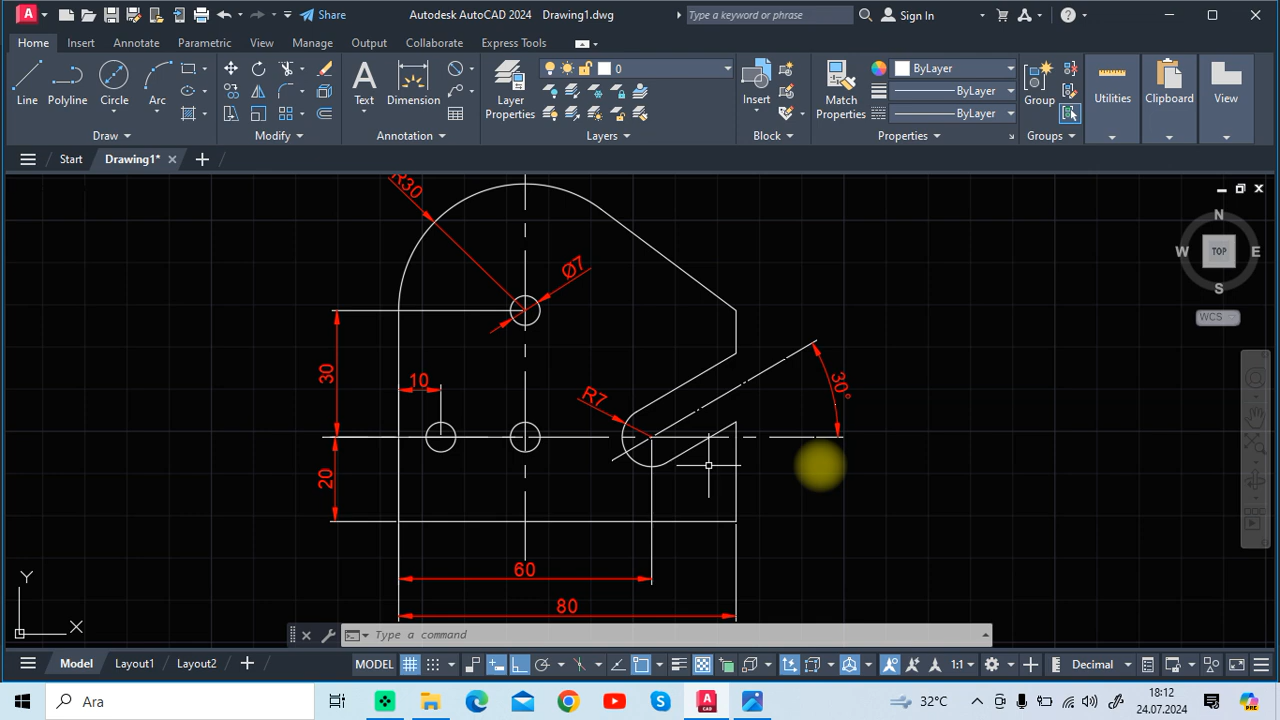 Share
Autodesk AutoCAD 2024 Drawing1.dwg
Type a keyword or phrase
Sign In
Home Insert Annotate Parametric View Manage Output Collaborate Express Tools
Line Polyline Circle Arc
Text Dimension
Layer Properties
0
Insert
Match Properties
ByLayer
ByLayer
ByLayer
Group
Utilities
Clipboard
View
Draw Modify Annotation Layers Block Properties Groups
Start Drawing1*
N
W TOP E
S
WCS
R30
Ø7
30
10
R7
30°
20
60
80
Y
X
Type a command
Model Layout1 Layout2
MODEL 1:1 Decimal
Ara
CAD
32°C
18:12
24.07.2024
PRE